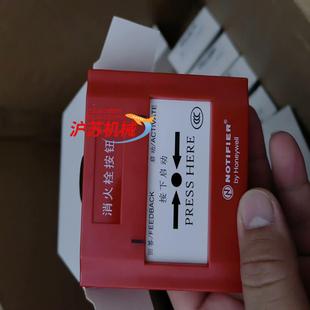 沪苏机械
消火栓按钮
启动/ACTIVATE
按下启动
PRESS HERE
回答/FEEDBACK
CCC
NOTIFIER®
by Honeywell